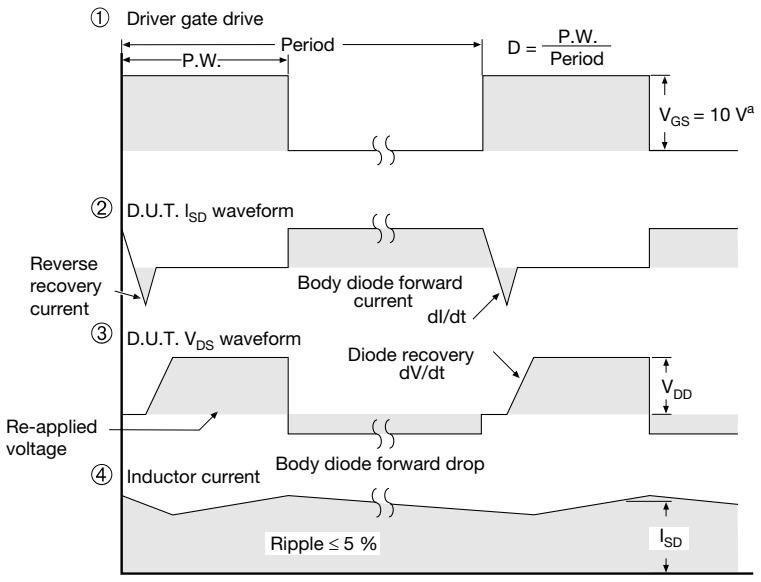 ① Driver gate drive
Period
P.W.
D = P.W. / Period
V_GS = 10 V^a
② D.U.T. I_SD waveform
Reverse
recovery
current
Body diode forward
current
dI/dt
③ D.U.T. V_DS waveform
Diode recovery
dV/dt
V_DD
Re-applied
voltage
Body diode forward drop
④ Inductor current
Ripple ≤ 5 %
I_SD